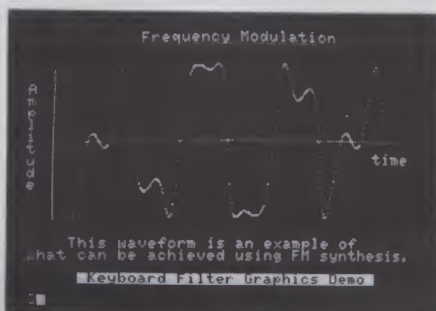 Frequency Modulation
Amplitude
time
This waveform is an example of
what can be achieved using FM synthesis.
Keyboard Filter Graphics Demo